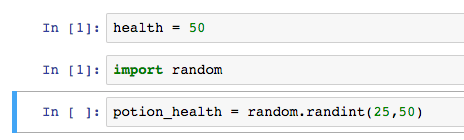 In [1]: health = 50
In [1]: import random
In [ ]: potion_health = random.randint(25,50)